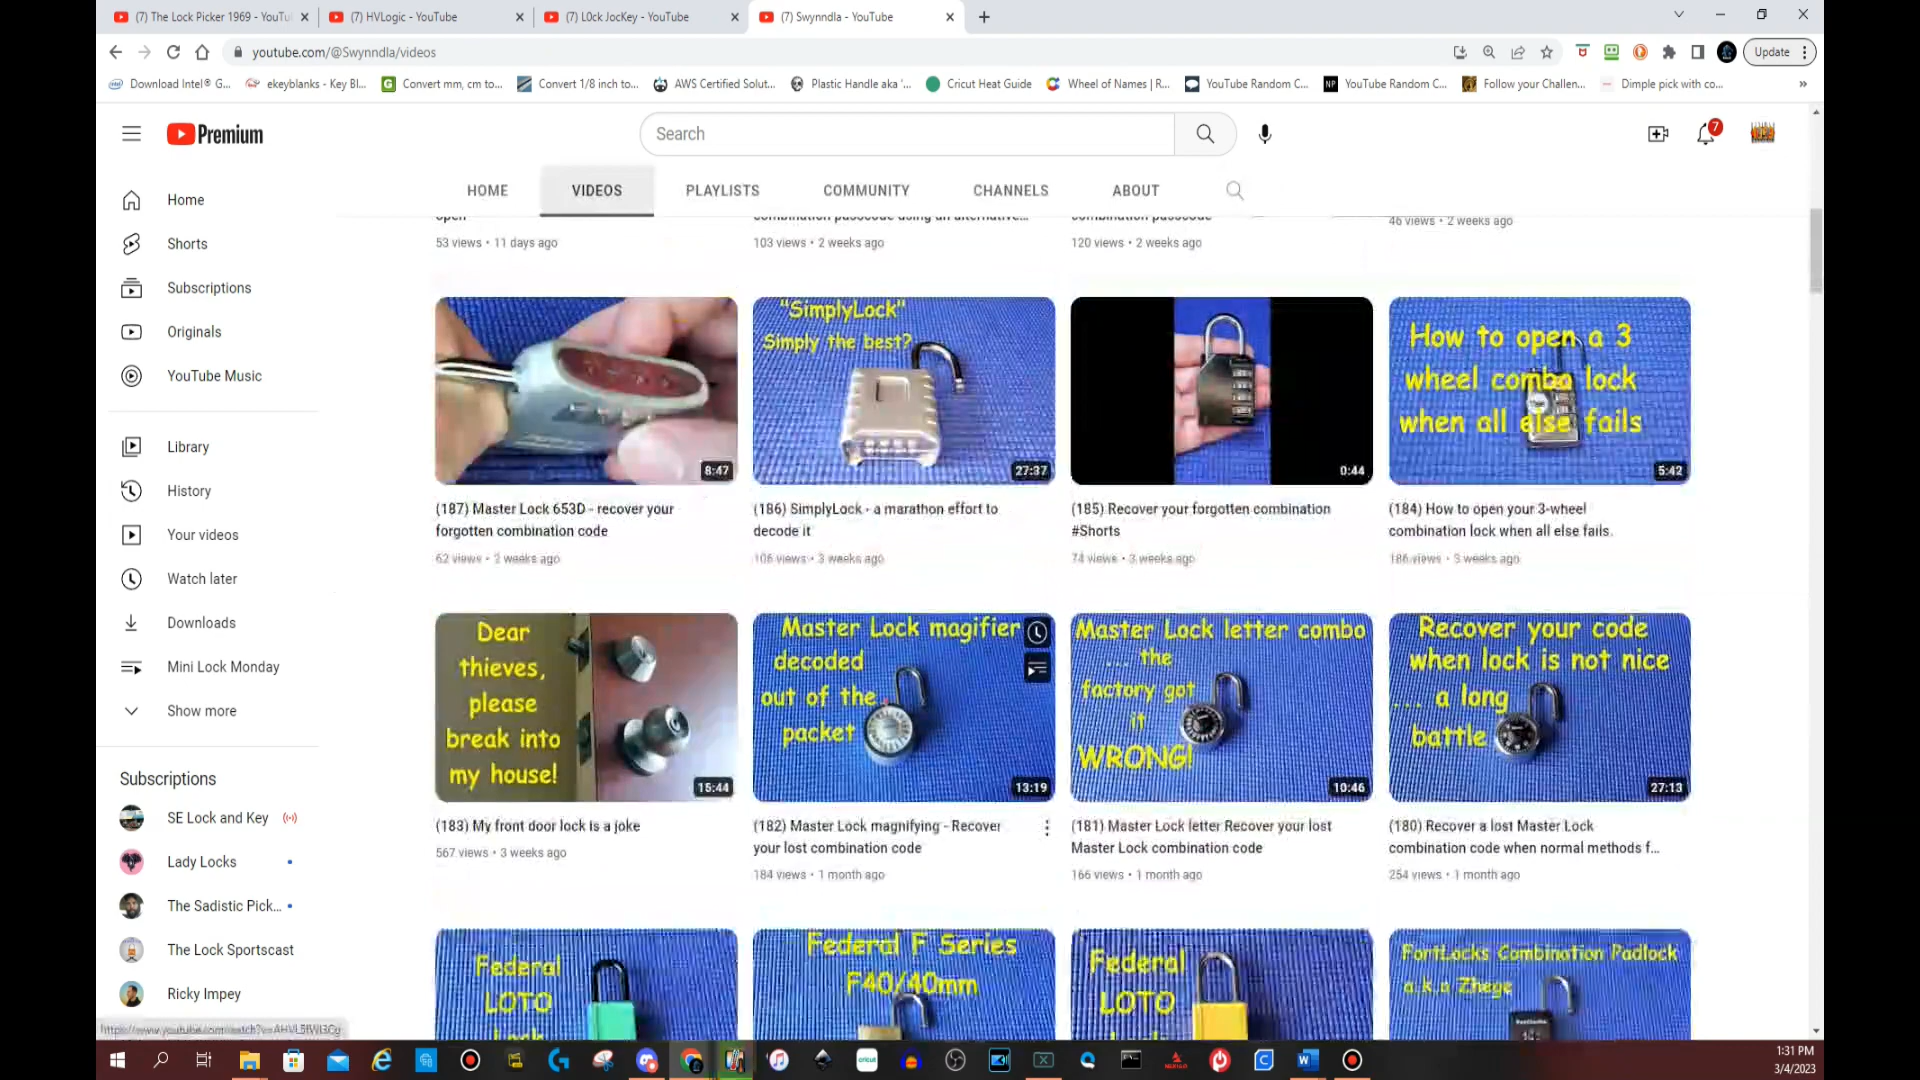 (7) The Lock Picker 1969 - YouTu
(7) HVLogic - YouTube
(7) L0ck JocKey - YouTube
(7) Swynndla - YouTube
youtube.com/@Swynndla/videos
Update
Download Intel® G...
ekeyblanks - Key Bl...
Convert mm, cm to...
Convert 1/8 inch to...
AWS Certified Solut...
Plastic Handle aka '...
Cricut Heat Guide
Wheel of Names | R...
YouTube Random C...
NP
YouTube Random C...
Follow your Challen...
Dimple pick with co...
»
Premium
Search
7
HOME
VIDEOS
PLAYLISTS
COMMUNITY
CHANNELS
ABOUT
Home
Shorts
Subscriptions
Originals
YouTube Music
Library
History
Your videos
Watch later
Downloads
Mini Lock Monday
Show more
Subscriptions
SE Lock and Key
Lady Locks
The Sadistic Pick...
The Lock Sportscast
Ricky Impey
open
53 views • 11 days ago
combination passcode using an alternative...
103 views • 2 weeks ago
combination passcode
120 views • 2 weeks ago
46 views • 2 weeks ago
8:47
(187) Master Lock 653D - recover your
forgotten combination code
62 views • 2 weeks ago
"SimplyLock"
Simply the best?
27:37
(186) SimplyLock - a marathon effort to
decode it
106 views • 3 weeks ago
0:44
(185) Recover your forgotten combination
#Shorts
74 views • 3 weeks ago
How to open a 3
wheel combo lock
when all else fails
5:42
(184) How to open your 3-wheel
combination lock when all else fails.
186 views • 3 weeks ago
Dear
thieves,
please
break into
my house!
15:44
(183) My front door lock is a joke
567 views • 3 weeks ago
Master Lock magifier
decoded
out of the
packet
13:19
(182) Master Lock magnifying - Recover
your lost combination code
184 views • 1 month ago
Master Lock letter combo
... the
factory got
it
WRONG!
10:46
(181) Master Lock letter Recover your lost
Master Lock combination code
166 views • 1 month ago
Recover your code
when lock is not nice
... a long
battle
27:13
(180) Recover a lost Master Lock
combination code when normal methods f...
254 views • 1 month ago
Federal
LOTO
Lock
Federal F Series
F40/40mm
Federal
LOTO
Lock
FortLocks Combination Padlock
a.k.a Zhege
1:31 PM
3/4/2023